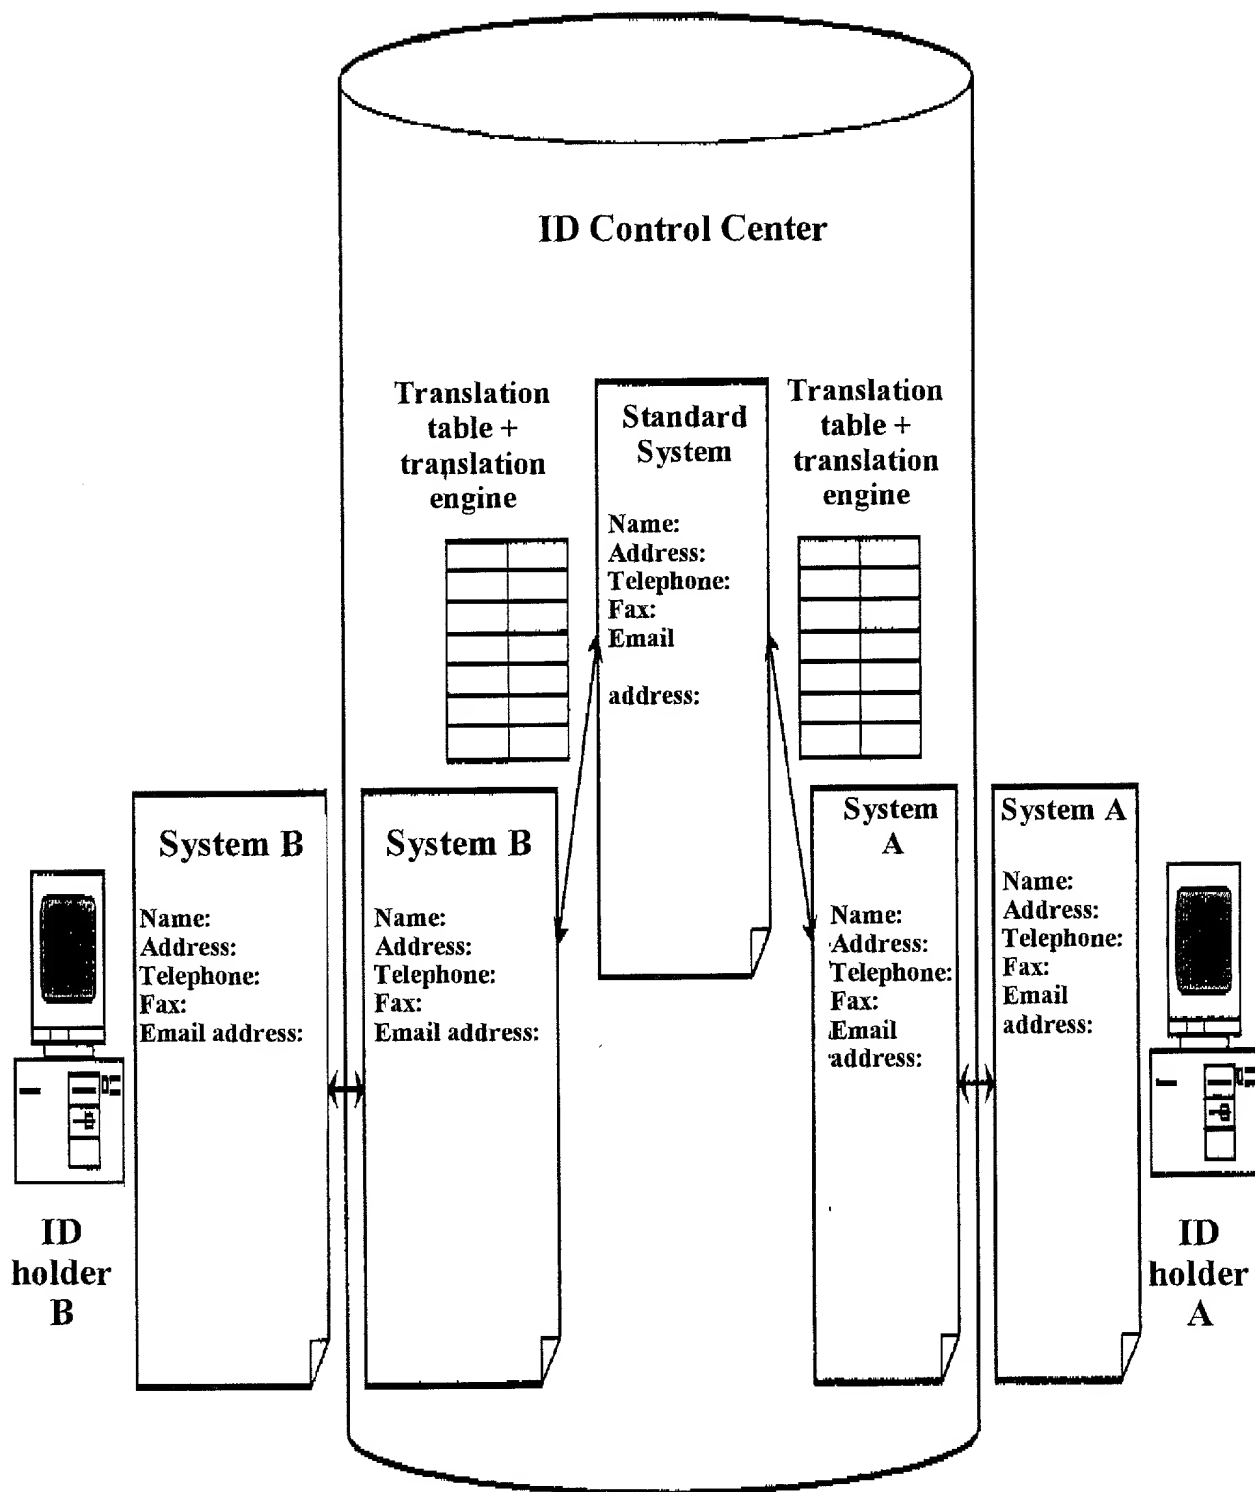 ID Control Center
Translation
table +
translation
engine
Standard
System
Name:
Address:
Telephone:
Fax:
Email
address:
Translation
table +
translation
engine
System B
Name:
Address:
Telephone:
Fax:
Email address:
System B
Name:
Address:
Telephone:
Fax:
Email address:
System
A
Name:
Address:
Telephone:
Fax:
Email
address:
System A
Name:
Address:
Telephone:
Fax:
Email
address:
ID
holder
B
ID
holder
A